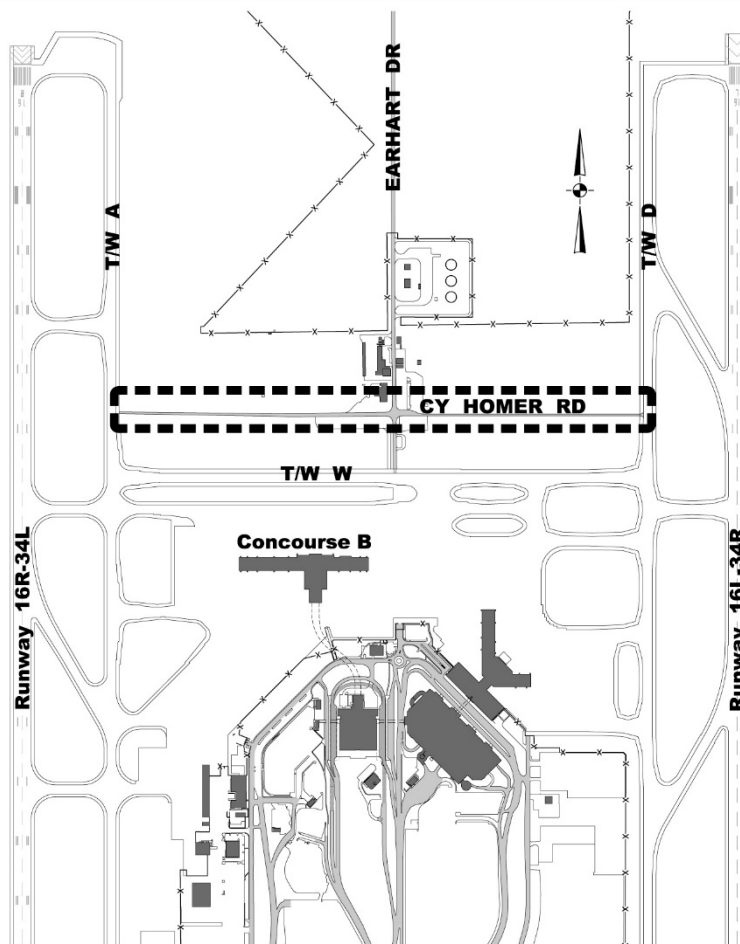 EARHART DR
T/W A
T/W D
CY HOMER RD
T/W W
Concourse B
Runway 16R-34L
Runway 16L-34R